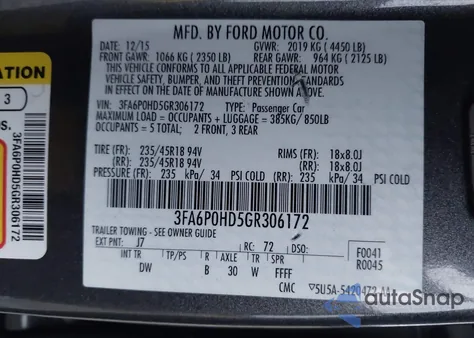 MFD. BY FORD MOTOR CO.
DATE: 12/15 GVWR: 2019 KG ( 4450 LB)
FRONT GAWR: 1066 KG ( 2350 LB) REAR GAWR: 964 KG ( 2125 LB)
THIS VEHICLE CONFORMS TO ALL APPLICABLE FEDERAL MOTOR
VEHICLE SAFETY, BUMPER, AND THEFT PREVENTION STANDARDS
IN EFFECT ON THE DATE OF MANUFACTURE SHOWN ABOVE.
VIN: 3FA6P0HD5GR306172 TYPE: Passenger Car
MAXIMUM LOAD = OCCUPANTS + LUGGAGE = 385KG/ 850LB
OCCUPANTS = 5 TOTAL; 2 FRONT, 3 REAR
TIRE (FR): 235/45R18 94V RIMS (FR): 18x8.0J
(RR): 235/45R18 94V (RR): 18x8.0J
PRESSURE (FR): 235 kPa/ 34 PSI COLD (RR): 235 kPa/ 34 PSI COLD
3FA6P0HD5GR306172
TRAILER TOWING - SEE OWNER GUIDE
EXT PNT: J7 RC: 72 DSO: F0041
INT TR TP/PS R AXLE TR SPR R0045
DW B 30 W FFFF
CMC
ATION
3
NS.
3FA6P0HD5GR306172
autoSnap